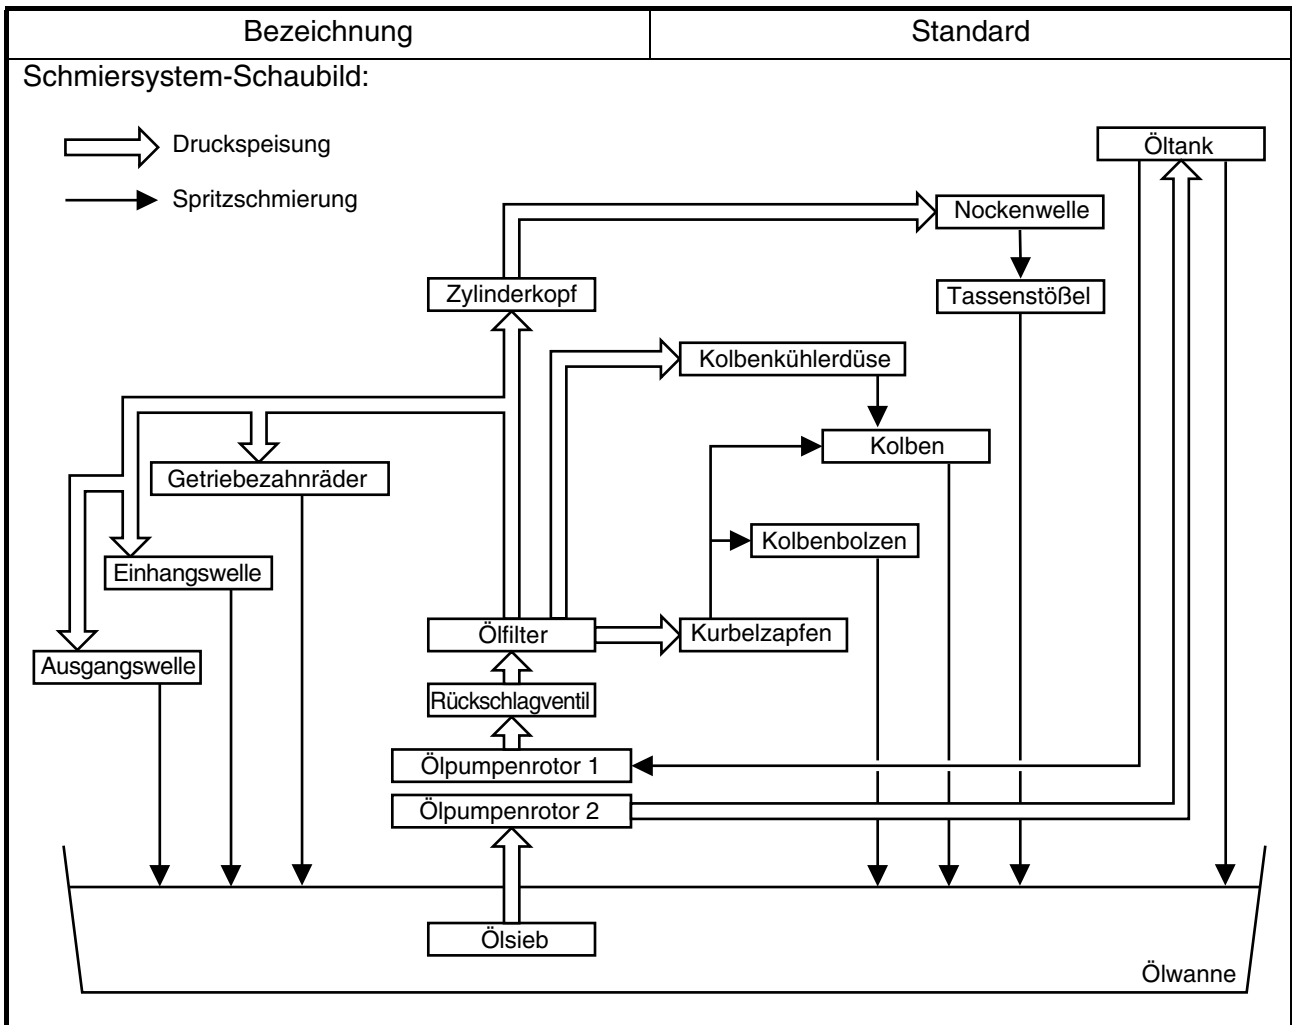 Bezeichnung
Standard
Schmiersystem-Schaubild:
Druckspeisung
Spritzschmierung
Öltank
Nockenwelle
Zylinderkopf
Tassenstößel
Kolbenkühlerdüse
Kolben
Getriebezahnräder
Kolbenbolzen
Einhangswelle
Ölfilter
Kurbelzapfen
Ausgangswelle
Rückschlagventil
Ölpumpenrotor 1
Ölpumpenrotor 2
Ölsieb
Ölwanne